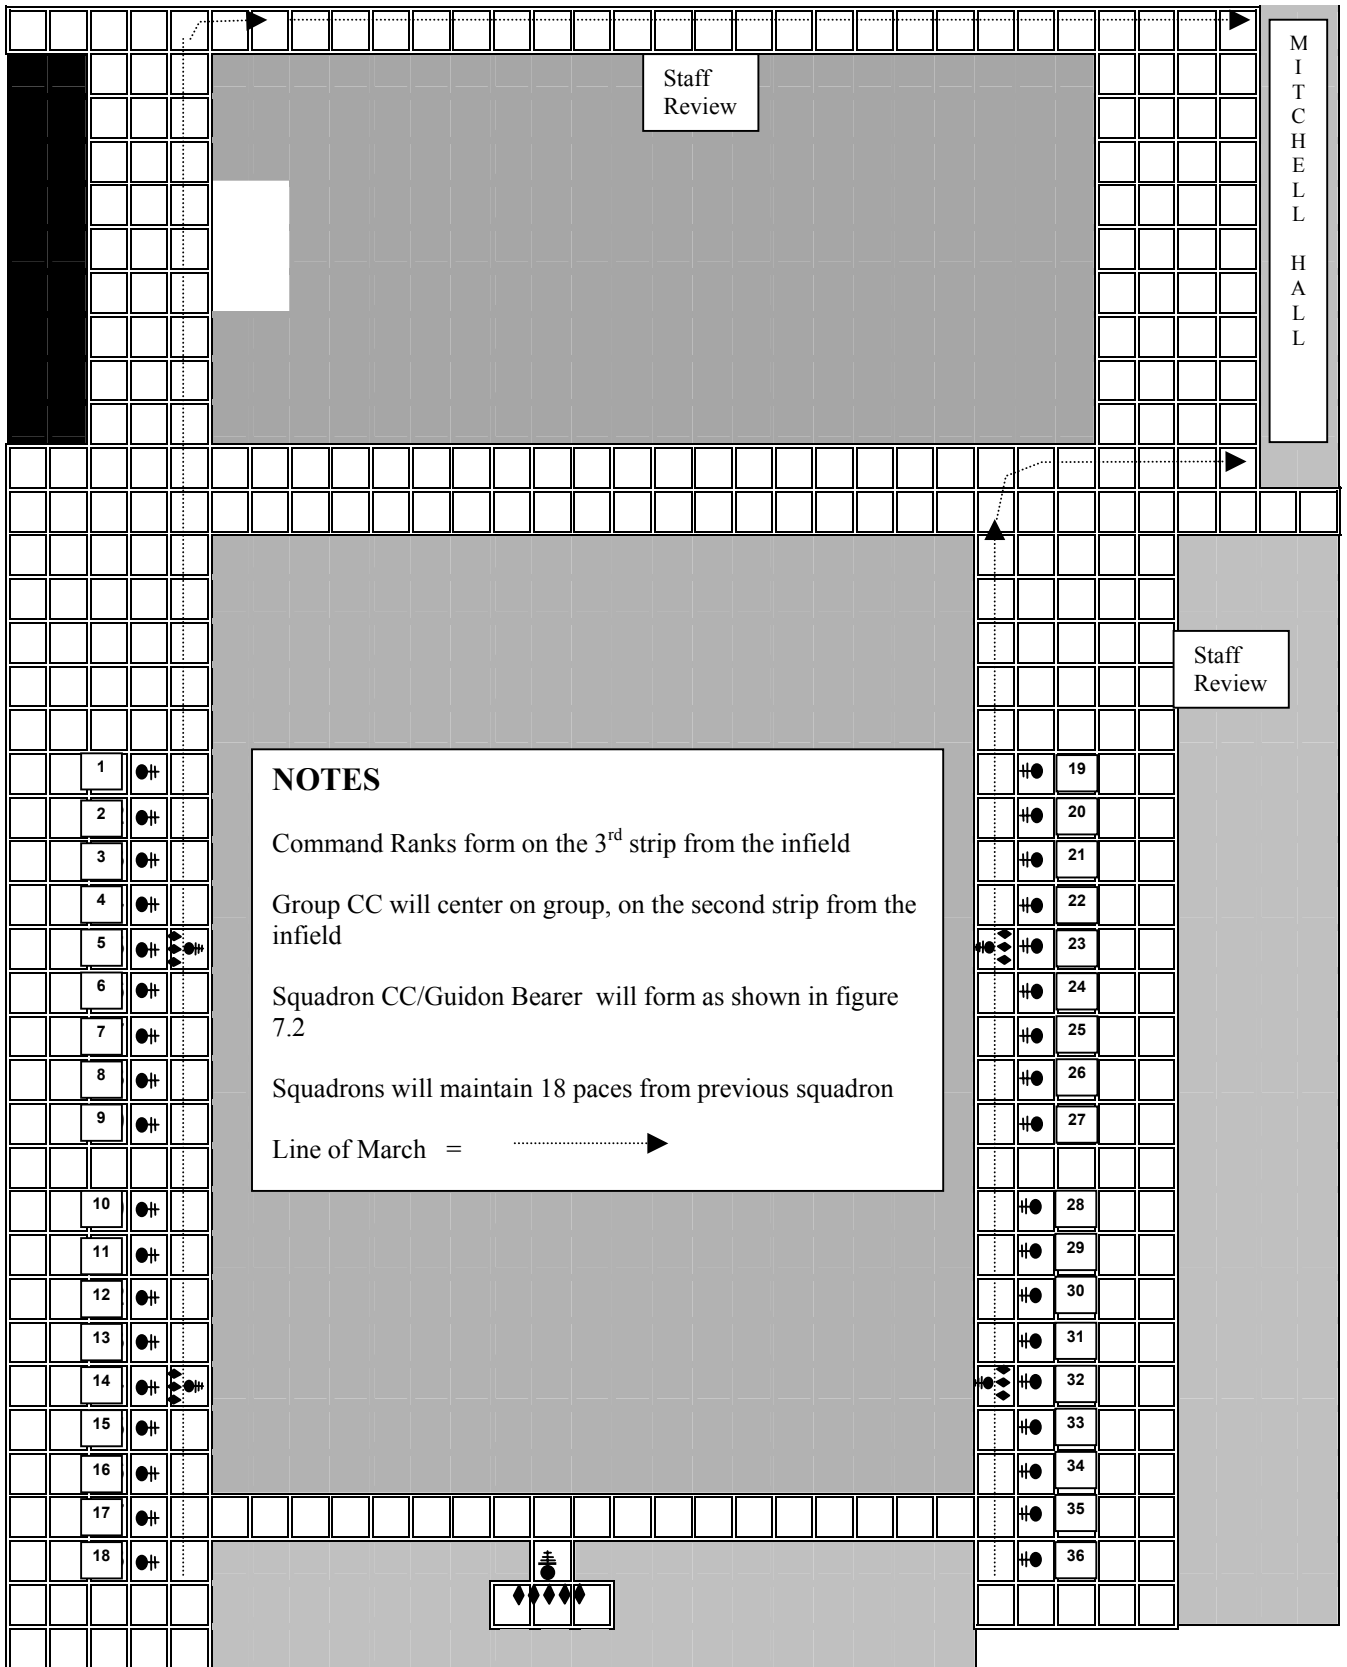 Staff
Review
M
I
T
C
H
E
L
L
H
A
L
L
Staff
Review
NOTES
Command Ranks form on the 3rd strip from the infield
Group CC will center on group, on the second strip from the
infield
Squadron CC/Guidon Bearer will form as shown in figure
7.2
Squadrons will maintain 18 paces from previous squadron
Line of March =
1
2
3
4
5
6
7
8
9
10
11
12
13
14
15
16
17
18
19
20
21
22
23
24
25
26
27
28
29
30
31
32
33
34
35
36